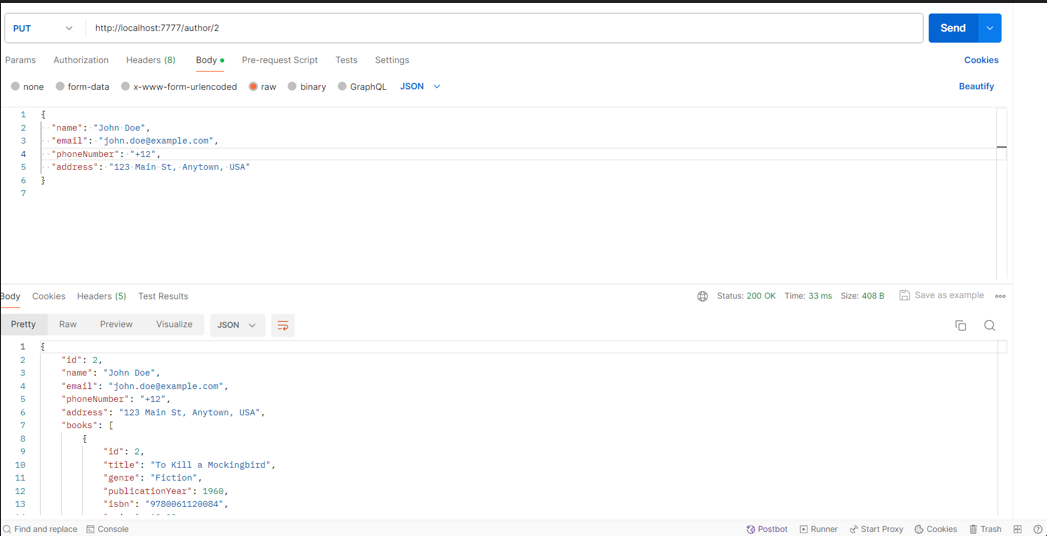 PUT http://localhost:7777/author/2 Send
Params Authorization Headers (8) Body Pre-request Script Tests Settings Cookies
none form-data x-www-form-urlencoded raw binary GraphQL JSON Beautify
1 {
2 "name": "John Doe",
3 "email": "john.doe@example.com",
4 "phoneNumber": "+12",
5 "address": "123 Main St, Anytown, USA"
6 }
7
Body Cookies Headers (5) Test Results Status: 200 OK Time: 33 ms Size: 408 B Save as example
Pretty Raw Preview Visualize JSON
1 {
2 "id": 2,
3 "name": "John Doe",
4 "email": "john.doe@example.com",
5 "phoneNumber": "+12",
6 "address": "123 Main St, Anytown, USA",
7 "books": [
8 {
9 "id": 2,
10 "title": "To Kill a Mockingbird",
11 "genre": "Fiction",
12 "publicationYear": 1960,
13 "isbn": "9780061120084",
Find and replace Console Postbot Runner Start Proxy Cookies Trash